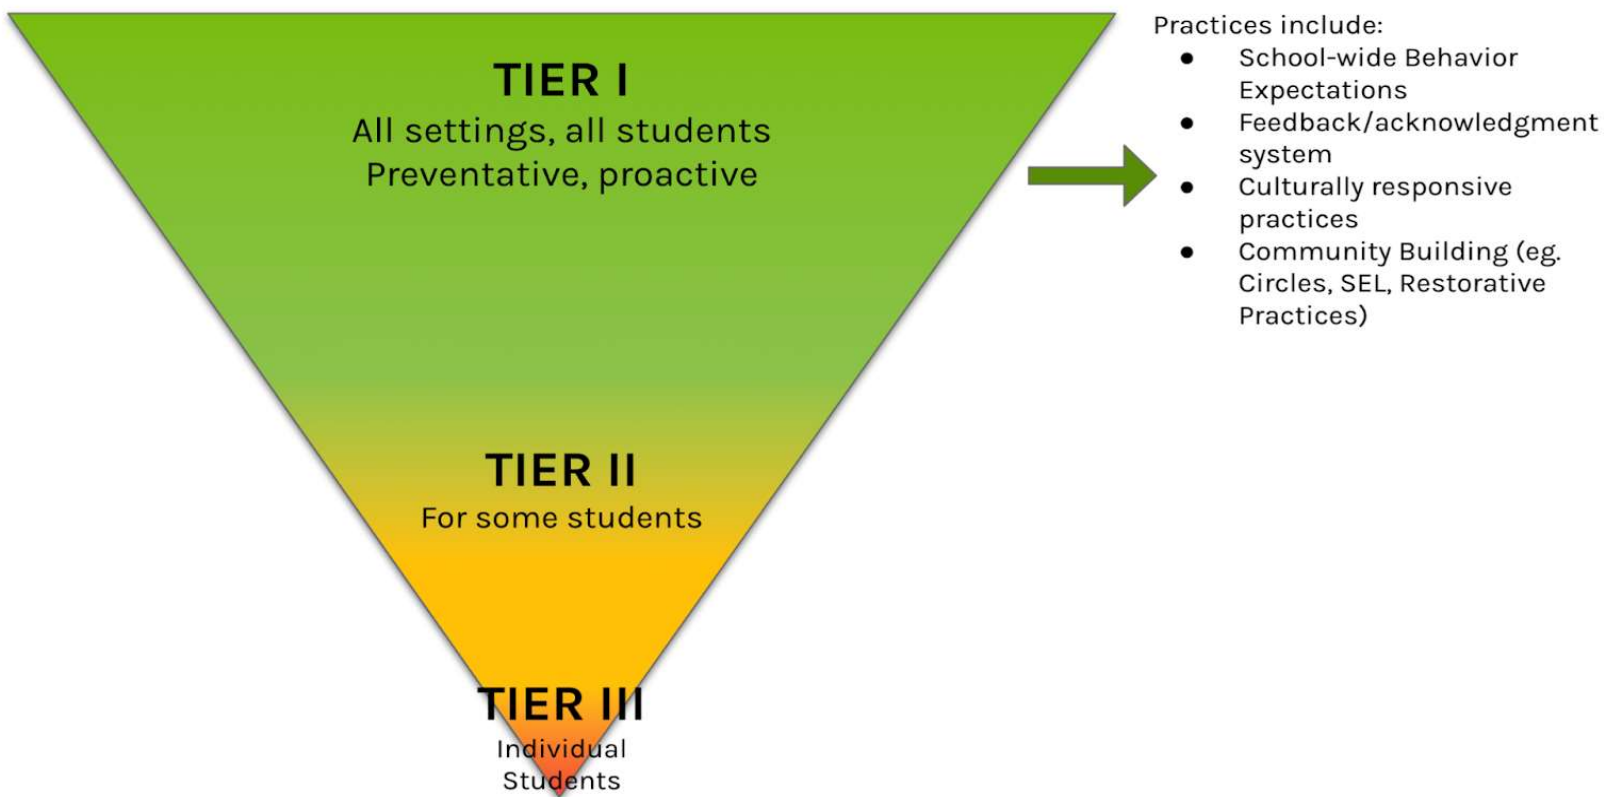 TIER I
All settings, all students
Preventative, proactive
TIER II
For some students
TIER III
Individual
Students
Practices include:
● School-wide Behavior
Expectations
● Feedback/acknowledgment
system
● Culturally responsive
practices
● Community Building (eg.
Circles, SEL, Restorative
Practices)